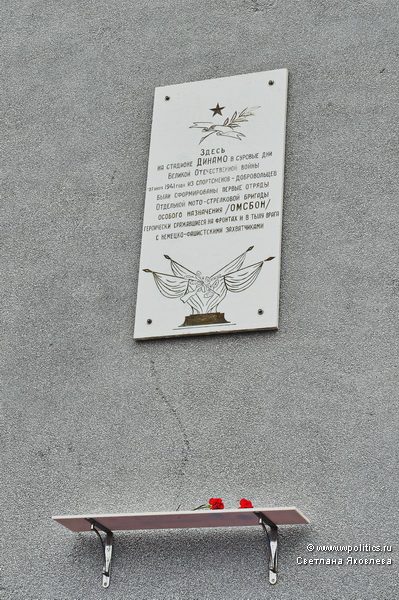 Здесь
на стадионе ДИНАМО в суровые дни
Великой Отечественной войны
1941 года из спортсменов-добровольцев
были сформированы первые отряды
Отдельной мото-стрелковой бригады
особого назначения /ОМСБОН/
героически сражавшиеся на фронтах и в тылу врага
с немецко-фашистскими захватчиками
© www.wpolitics.ru
Светлана Яковлева